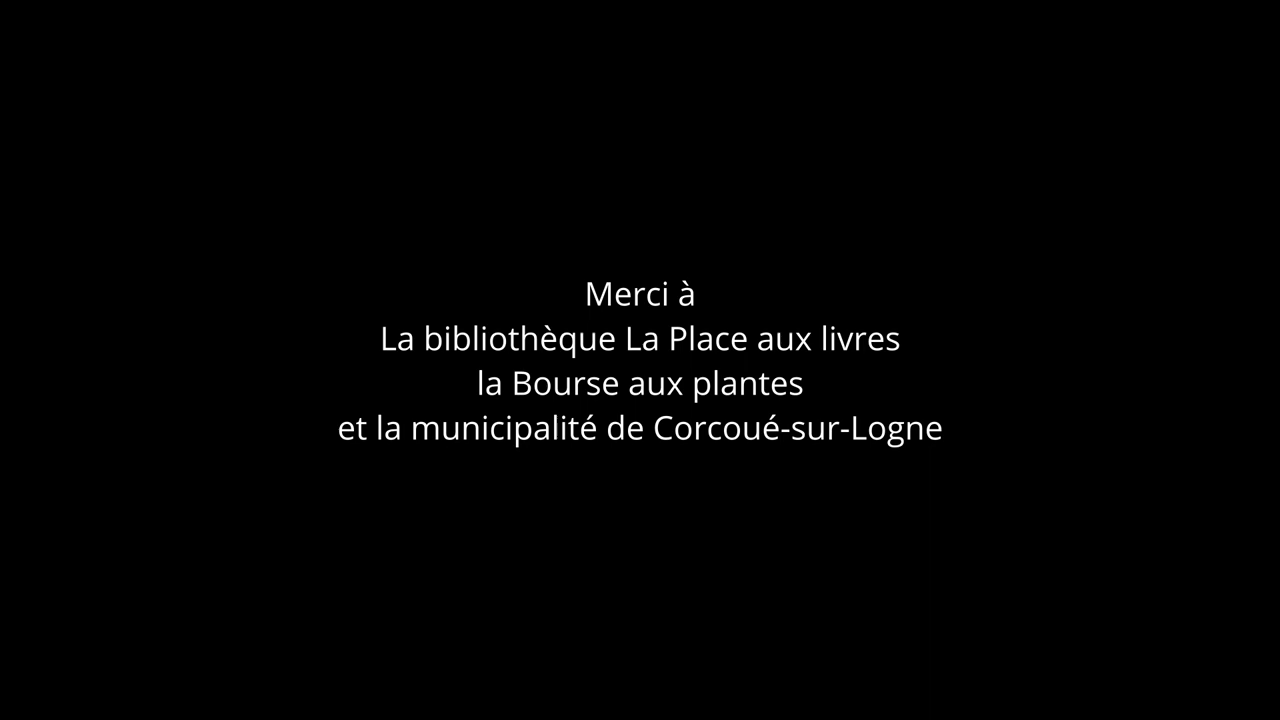 Merci à
La bibliothèque La Place aux livres
la Bourse aux plantes
et la municipalité de Corcoué-sur-Logne